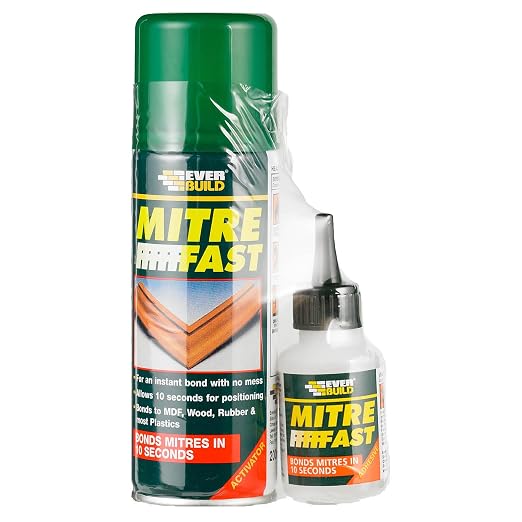 EVER
BUILD
MITRE
FAST
For an instant bond with no mess
Allows 10 seconds for positioning
Bonds to MDF, Wood, Rubber &
most Plastics
BONDS MITRES IN
10 SECONDS
ACTIVATOR
EVER
BUILD
MITRE
FAST
BONDS MITRES IN
10 SECONDS
ADHESIVE